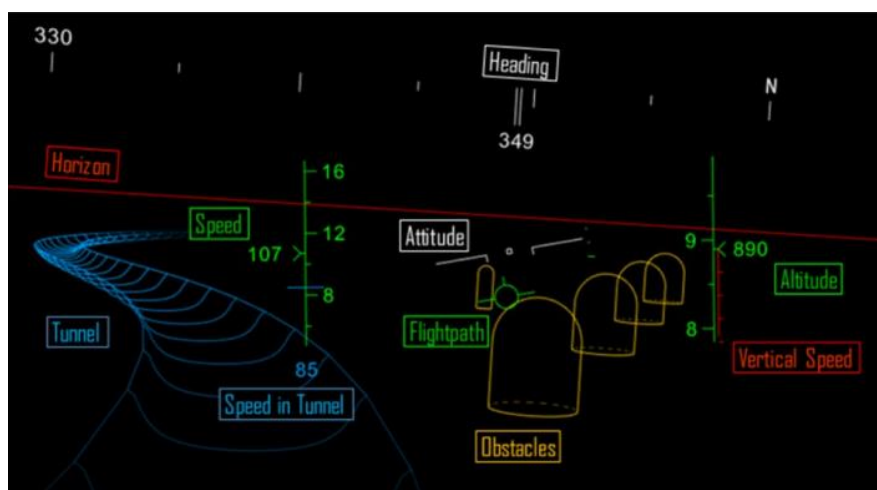 330
Heading
N
349
Horizon
16
Speed
12
Attitude
107
9
890
8
Altitude
Tunnel
Flightpath
8
Vertical Speed
85
Speed in Tunnel
Obstacles